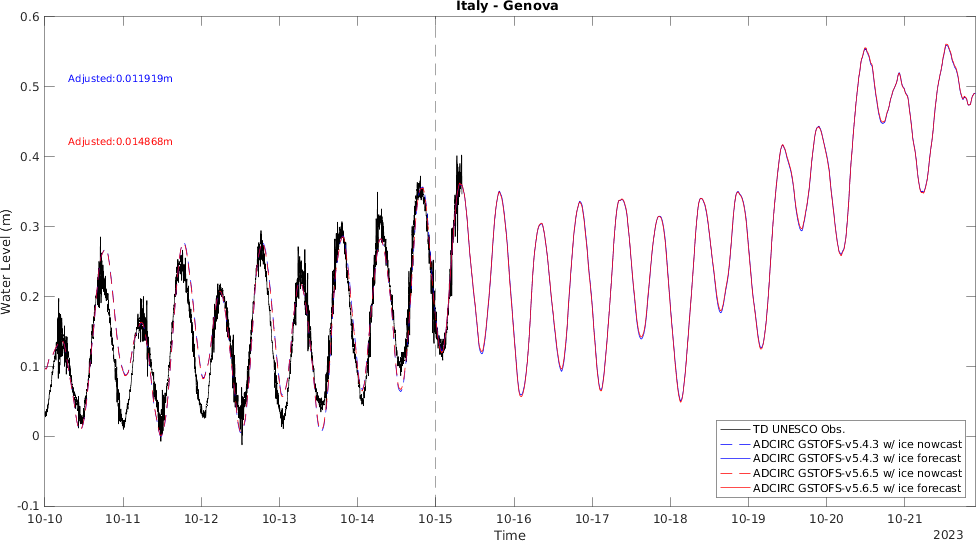 Italy - Genova
0.6
0.5
0.4
0.3
0.2
0.1
0
-0.1
Water Level (m)
Adjusted:0.011919m
Adjusted:0.014868m
TD UNESCO Obs.
ADCIRC GSTOFS-v5.4.3 w/ ice nowcast
ADCIRC GSTOFS-v5.4.3 w/ ice forecast
ADCIRC GSTOFS-v5.6.5 w/ ice nowcast
ADCIRC GSTOFS-v5.6.5 w/ ice forecast
10-10 10-11 10-12 10-13 10-14 10-15 10-16 10-17 10-18 10-19 10-20 10-21
Time
2023